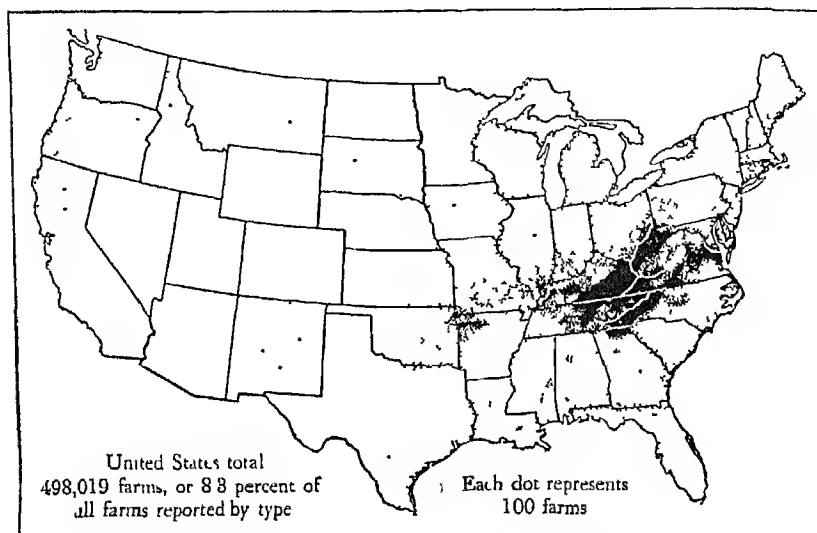 United States total
498,019 farms, or 8 3 percent of
all farms reported by type
Each dot represents
100 farms